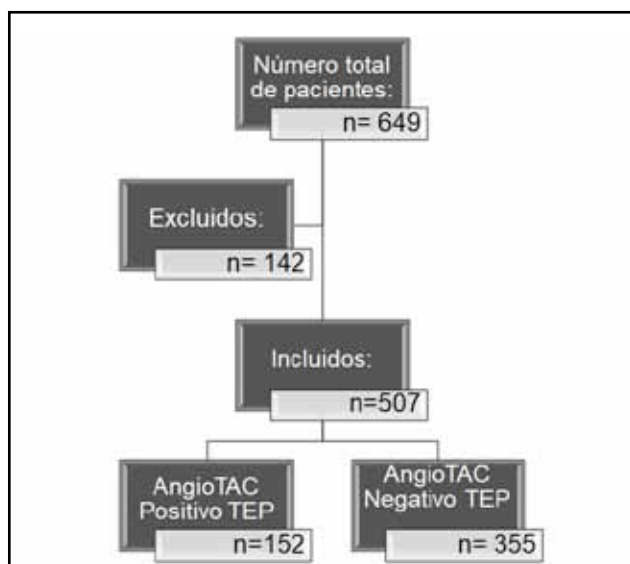 Número total
de pacientes:
n= 649
Excluidos:
n= 142
Incluidos:
n=507
AngioTAC
Positivo TEP
n=152
AngioTAC
Negativo TEP
n= 355